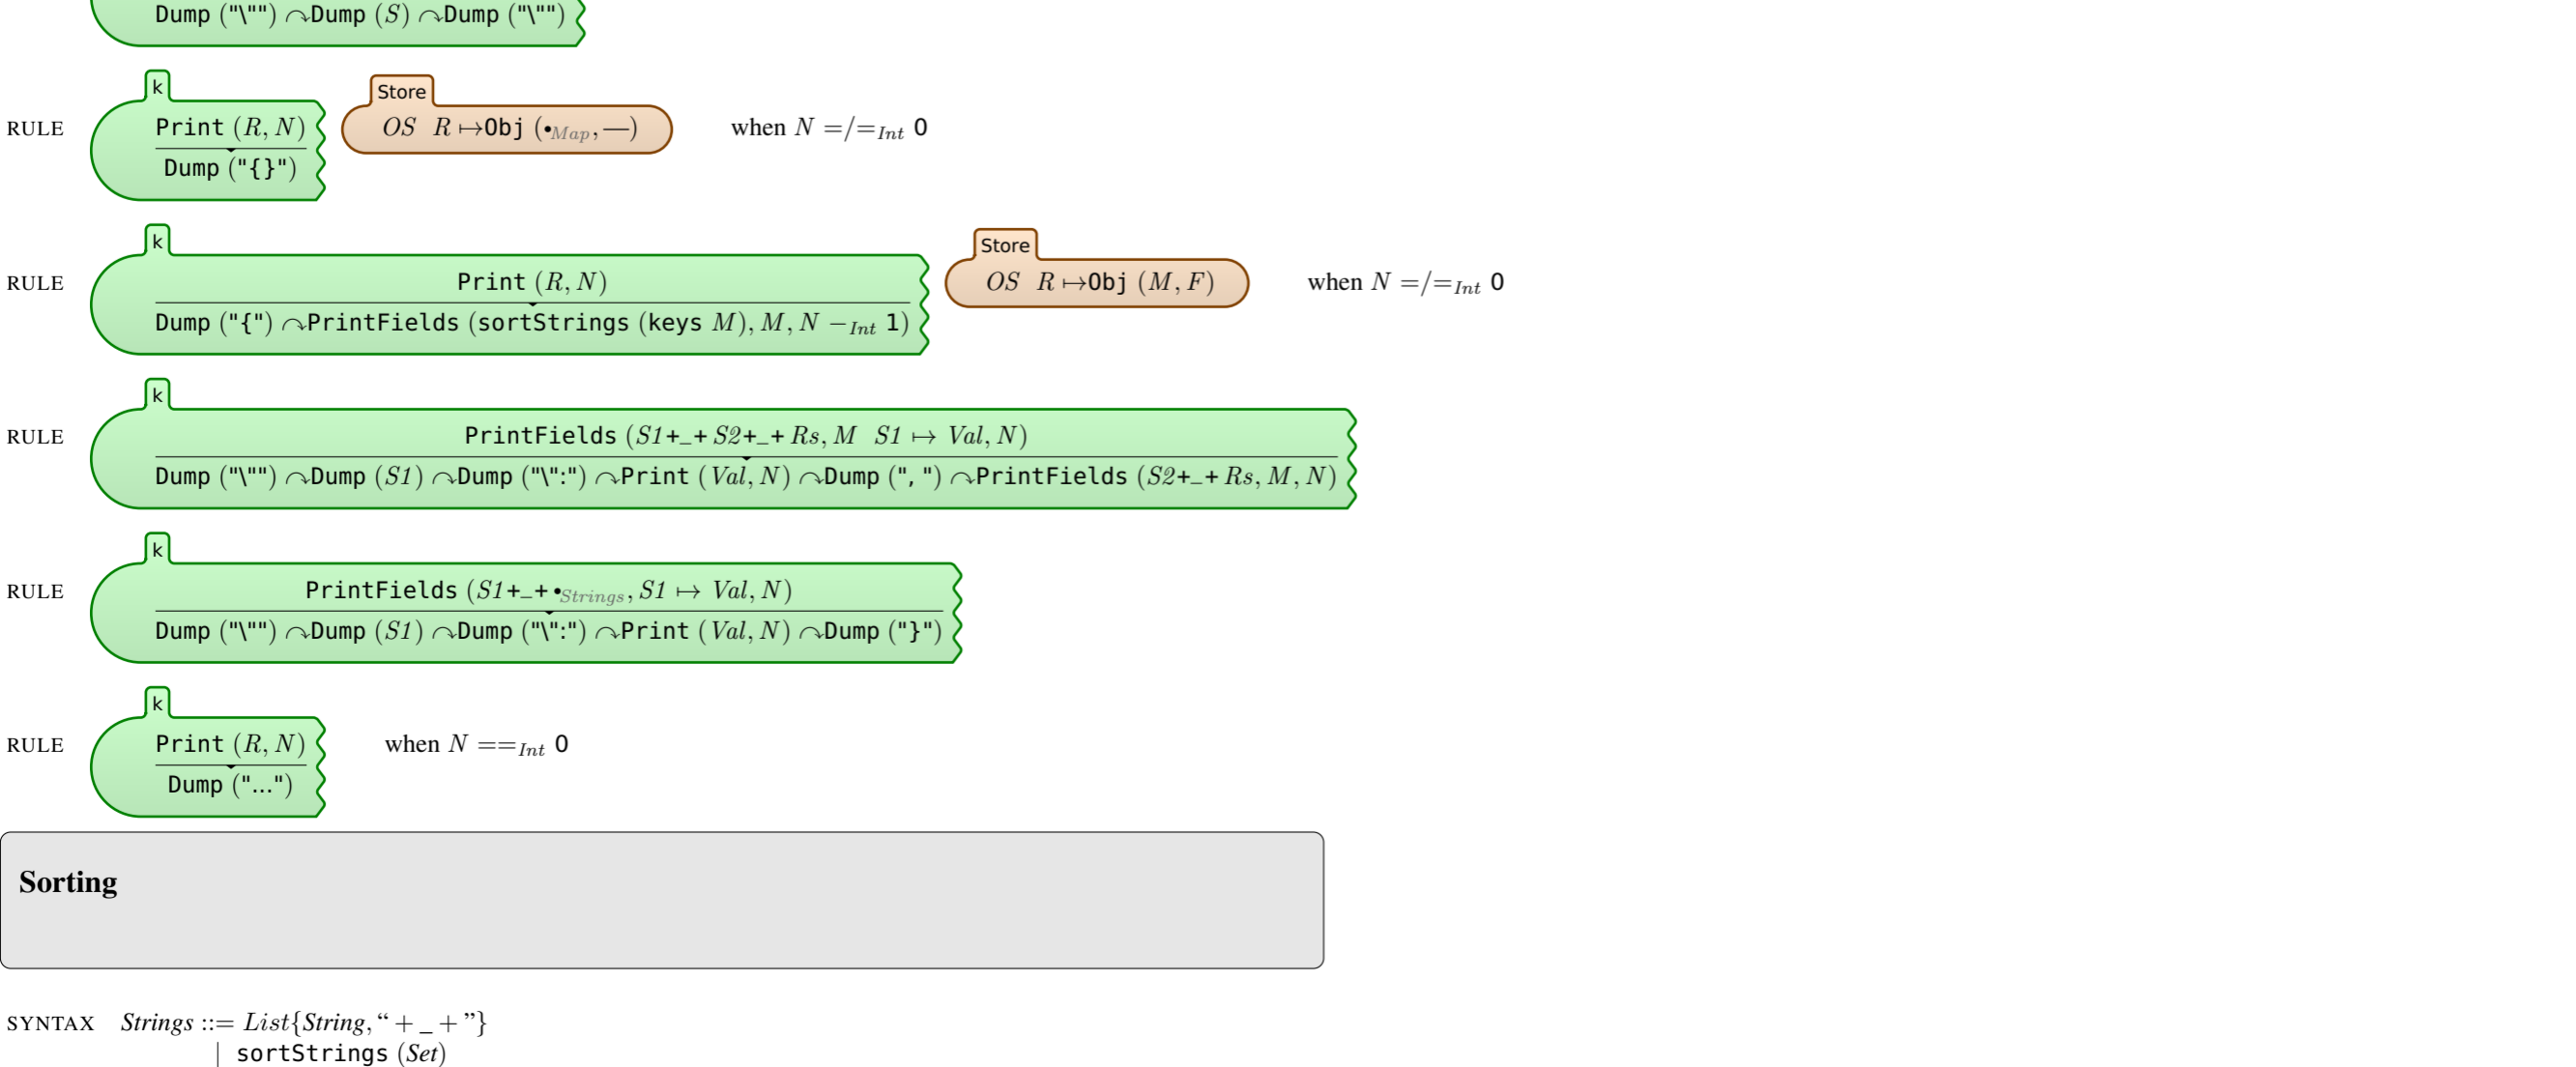 Dump ("\"") ↷Dump (S) ↷Dump ("\"")
k
Store
RULE Print (R, N) OS R ↦Obj (•Map, —) when N =/=Int 0
Dump ("{}")
k
Store
RULE Print (R, N) OS R ↦Obj (M, F) when N =/=Int 0
Dump ("{") ↷PrintFields (sortStrings (keys M), M, N −Int 1)
k
RULE PrintFields (S1+_+ S2+_+ Rs, M S1 ↦ Val, N)
Dump ("\"") ↷Dump (S1) ↷Dump ("\":") ↷Print (Val, N) ↷Dump (", ") ↷PrintFields (S2+_+ Rs, M, N)
k
RULE PrintFields (S1+_+ •Strings, S1 ↦ Val, N)
Dump ("\"") ↷Dump (S1) ↷Dump ("\":") ↷Print (Val, N) ↷Dump ("}")
k
RULE Print (R, N) when N ==Int 0
Dump ("...")
Sorting
SYNTAX Strings ::= List{String, “ + _ + ”}
| sortStrings (Set)